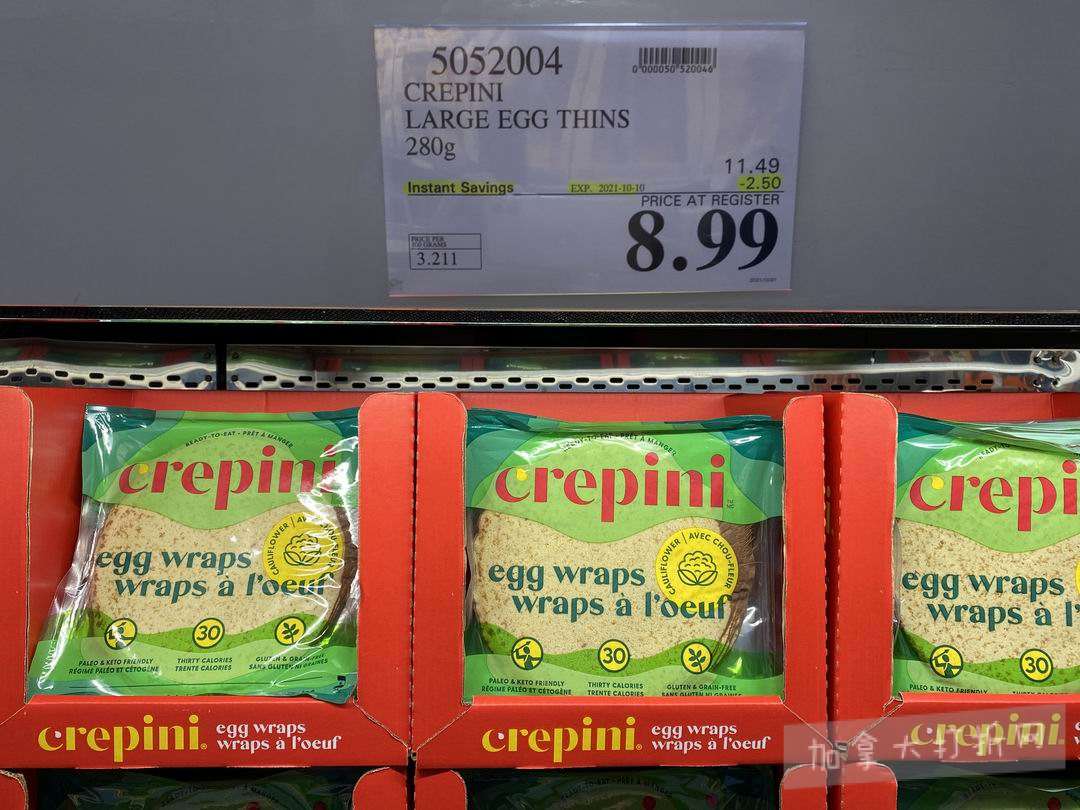 5052004
0"000050"520046"
CREPINI
LARGE EGG THINS
280g
11.49
Instant Savings EXP. 2021-10-10 -2.50
PRICE AT REGISTER
8.99
PRICE PER
100 GRAMS
3.211
READY-TO-EAT - PRÊT À MANGER
crepini
CAULIFLOWER | AVEC CHOU-FLEUR
egg wraps
wraps à l'oeuf
30
PALEO & KETO FRIENDLY
RÉGIME PALÉO ET CÉTOGÈNE
THIRTY CALORIES
TRENTE CALORIES
GLUTEN & GRAIN-FREE
SANS GLUTEN NI GRAINES
crepini
egg wraps
wraps à l'oeuf
READY-TO-EAT - PRÊT À MANGER
crepini
CAULIFLOWER | AVEC CHOU-FLEUR
egg wraps
wraps à l'oeuf
30
PALEO & KETO FRIENDLY
RÉGIME PALÉO ET CÉTOGÈNE
THIRTY CALORIES
TRENTE CALORIES
GLUTEN & GRAIN-FREE
SANS GLUTEN NI GRAINES
crepini
egg wraps
wraps à l'oeuf
crepi
egg wraps
wraps à l'o
30
PALEO & KETO FRIENDLY
crepini
加拿大打折网